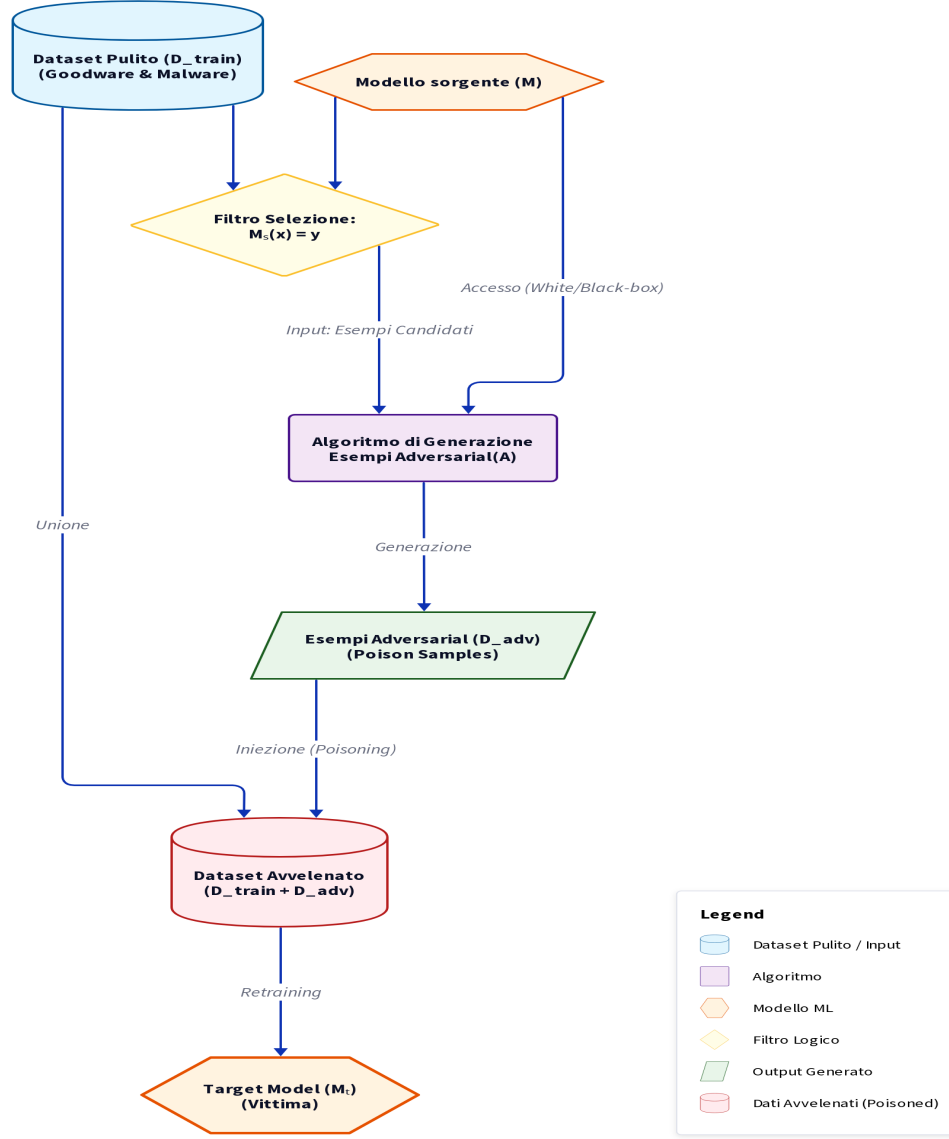 Dataset Pulito (D_train)
(Goodware & Malware)
Modello sorgente (M)
Filtro Selezione:
Mₛ(x) = y
Accesso (White/Black-box)
Input: Esempi Candidati
Algoritmo di Generazione
Esempi Adversarial(A)
Unione
Generazione
Esempi Adversarial (D_adv)
(Poison Samples)
Iniezione (Poisoning)
Dataset Avvelenato
(D_train + D_adv)
Retraining
Target Model (Mₜ)
(Vittima)
Legend
Dataset Pulito / Input
Algoritmo
Modello ML
Filtro Logico
Output Generato
Dati Avvelenati (Poisoned)